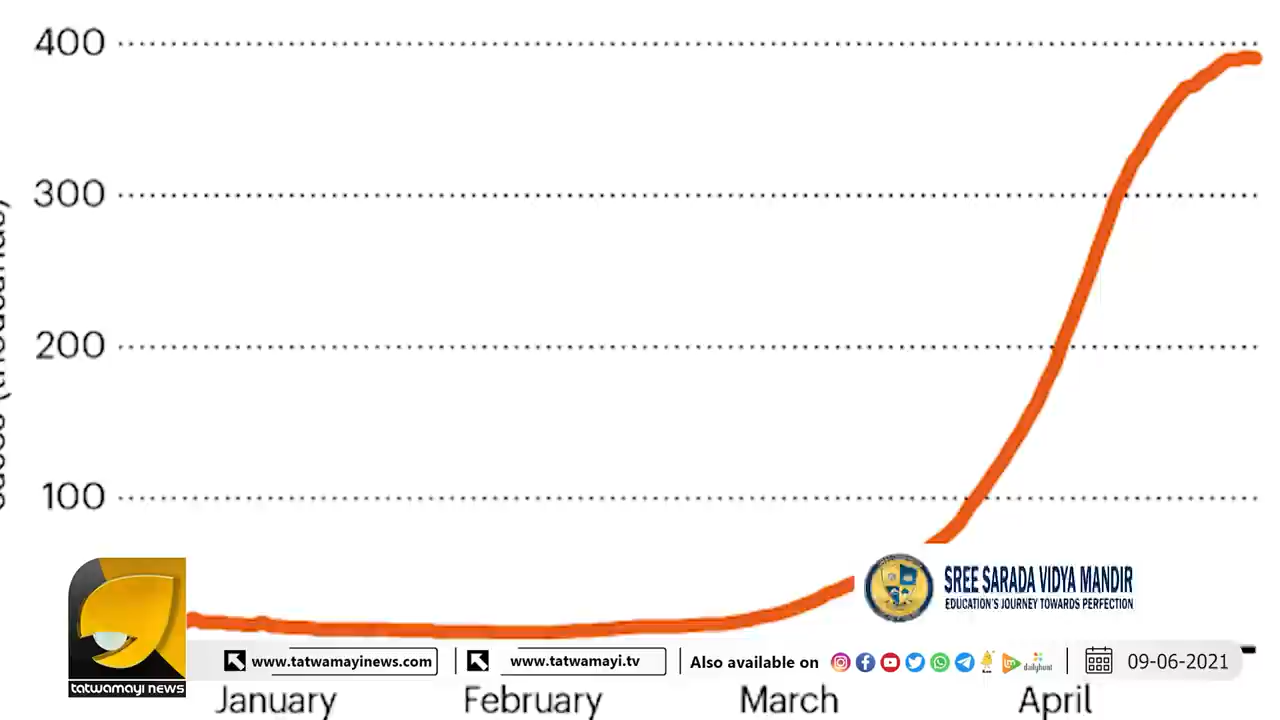 400
300
200
100
SREE SARADA VIDYA MANDIR
EDUCATION'S JOURNEY TOWARDS PERFECTION
tatwamayi news
www.tatwamayinews.com
www.tatwamayi.tv
Also available on
dailyhunt
09-06-2021
January
February
March
April